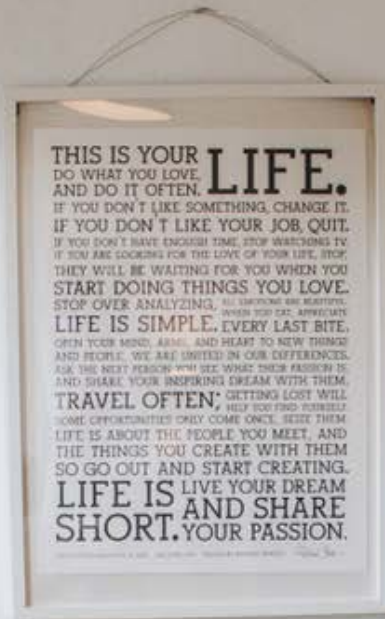 THIS IS YOUR LIFE.
DO WHAT YOU LOVE,
AND DO IT OFTEN.
IF YOU DON'T LIKE SOMETHING, CHANGE IT.
IF YOU DON'T LIKE YOUR JOB, QUIT.
IF YOU DON'T HAVE ENOUGH TIME, STOP WATCHING TV.
IF YOU ARE LOOKING FOR THE LOVE OF YOUR LIFE, STOP;
THEY WILL BE WAITING FOR YOU WHEN YOU
START DOING THINGS YOU LOVE.
STOP OVER ANALYZING, ALL EMOTIONS ARE BEAUTIFUL.
WHEN YOU EAT, APPRECIATE
LIFE IS SIMPLE. EVERY LAST BITE.
OPEN YOUR MIND, ARMS, AND HEART TO NEW THINGS
AND PEOPLE, WE ARE UNITED IN OUR DIFFERENCES.
ASK THE NEXT PERSON YOU SEE WHAT THEIR PASSION IS,
AND SHARE YOUR INSPIRING DREAM WITH THEM.
TRAVEL OFTEN; GETTING LOST WILL
HELP YOU FIND YOURSELF.
SOME OPPORTUNITIES ONLY COME ONCE, SEIZE THEM.
LIFE IS ABOUT THE PEOPLE YOU MEET, AND
THE THINGS YOU CREATE WITH THEM
SO GO OUT AND START CREATING.
LIFE IS SHORT.
LIVE YOUR DREAM
AND SHARE
YOUR PASSION.